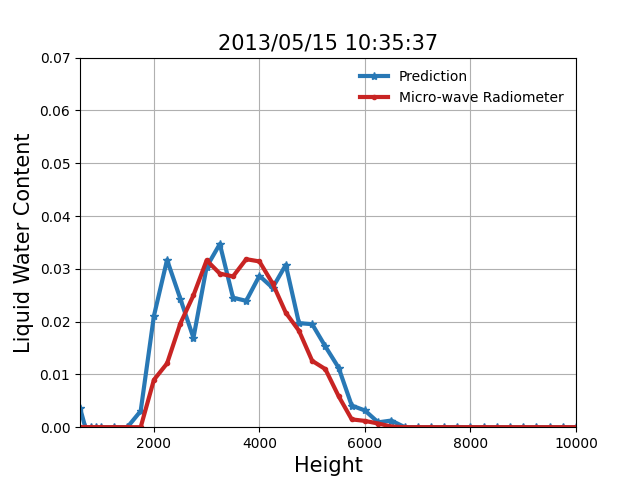 2013/05/15 10:35:37
Prediction
Micro-wave Radiometer
Liquid Water Content
0.07
0.06
0.05
0.04
0.03
0.02
0.01
0.00
2000 4000 6000 8000 10000
Height